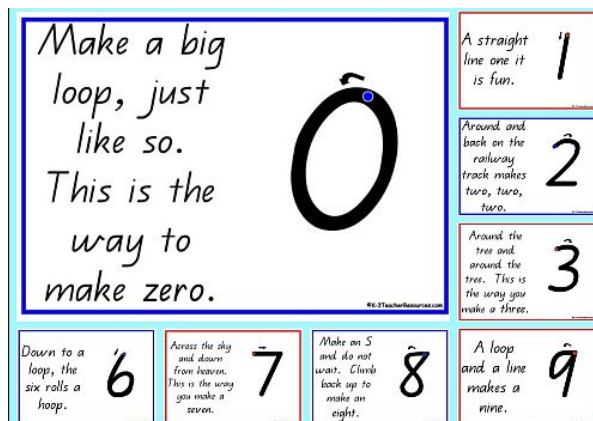 Make a big
loop, just
like so.
This is the
way to
make zero.
0
©K-3TeacherResources.com
A straight
line one it
is fun.
1
Around and
back on the
railway
track makes
two, two,
two.
2
Around the
tree and
around the
tree. This is
the way you
make a three.
3
Down to a
loop, the
six rolls a
hoop.
6
Across the sky
and down
from heaven.
This is the way
you make a
seven.
7
Make an S
and do not
wait. Climb
back up to
make an
eight.
8
A loop
and a line
makes a
nine.
9